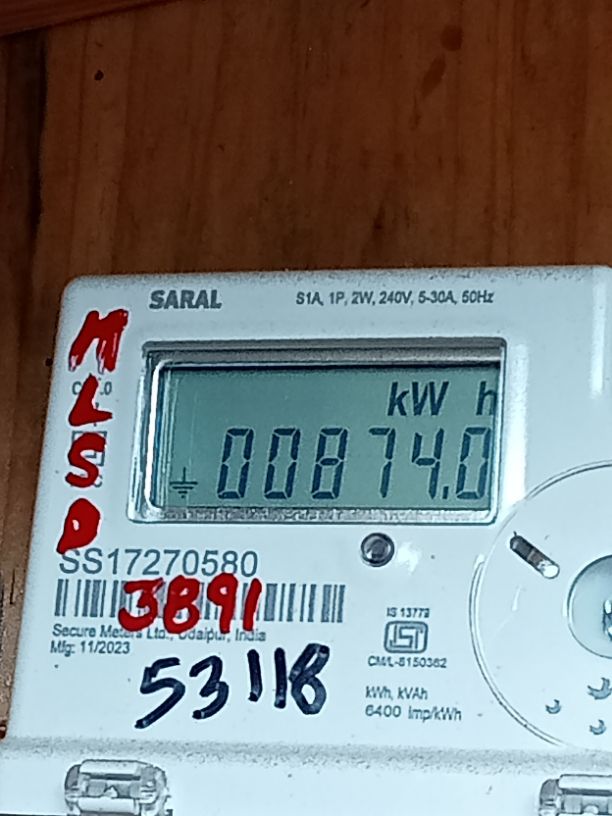 SARAL
S1A, 1P, 2W, 240V, 5-30A, 50Hz
M
L
S
D
kW h
00874.0
SS17270580
3891
Secure Meters Ltd., Udaipur, India
Mfg: 11/2023
53118
IS 13779
ISI
CM/L-8150362
kWh, kVAh
6400 imp/kWh